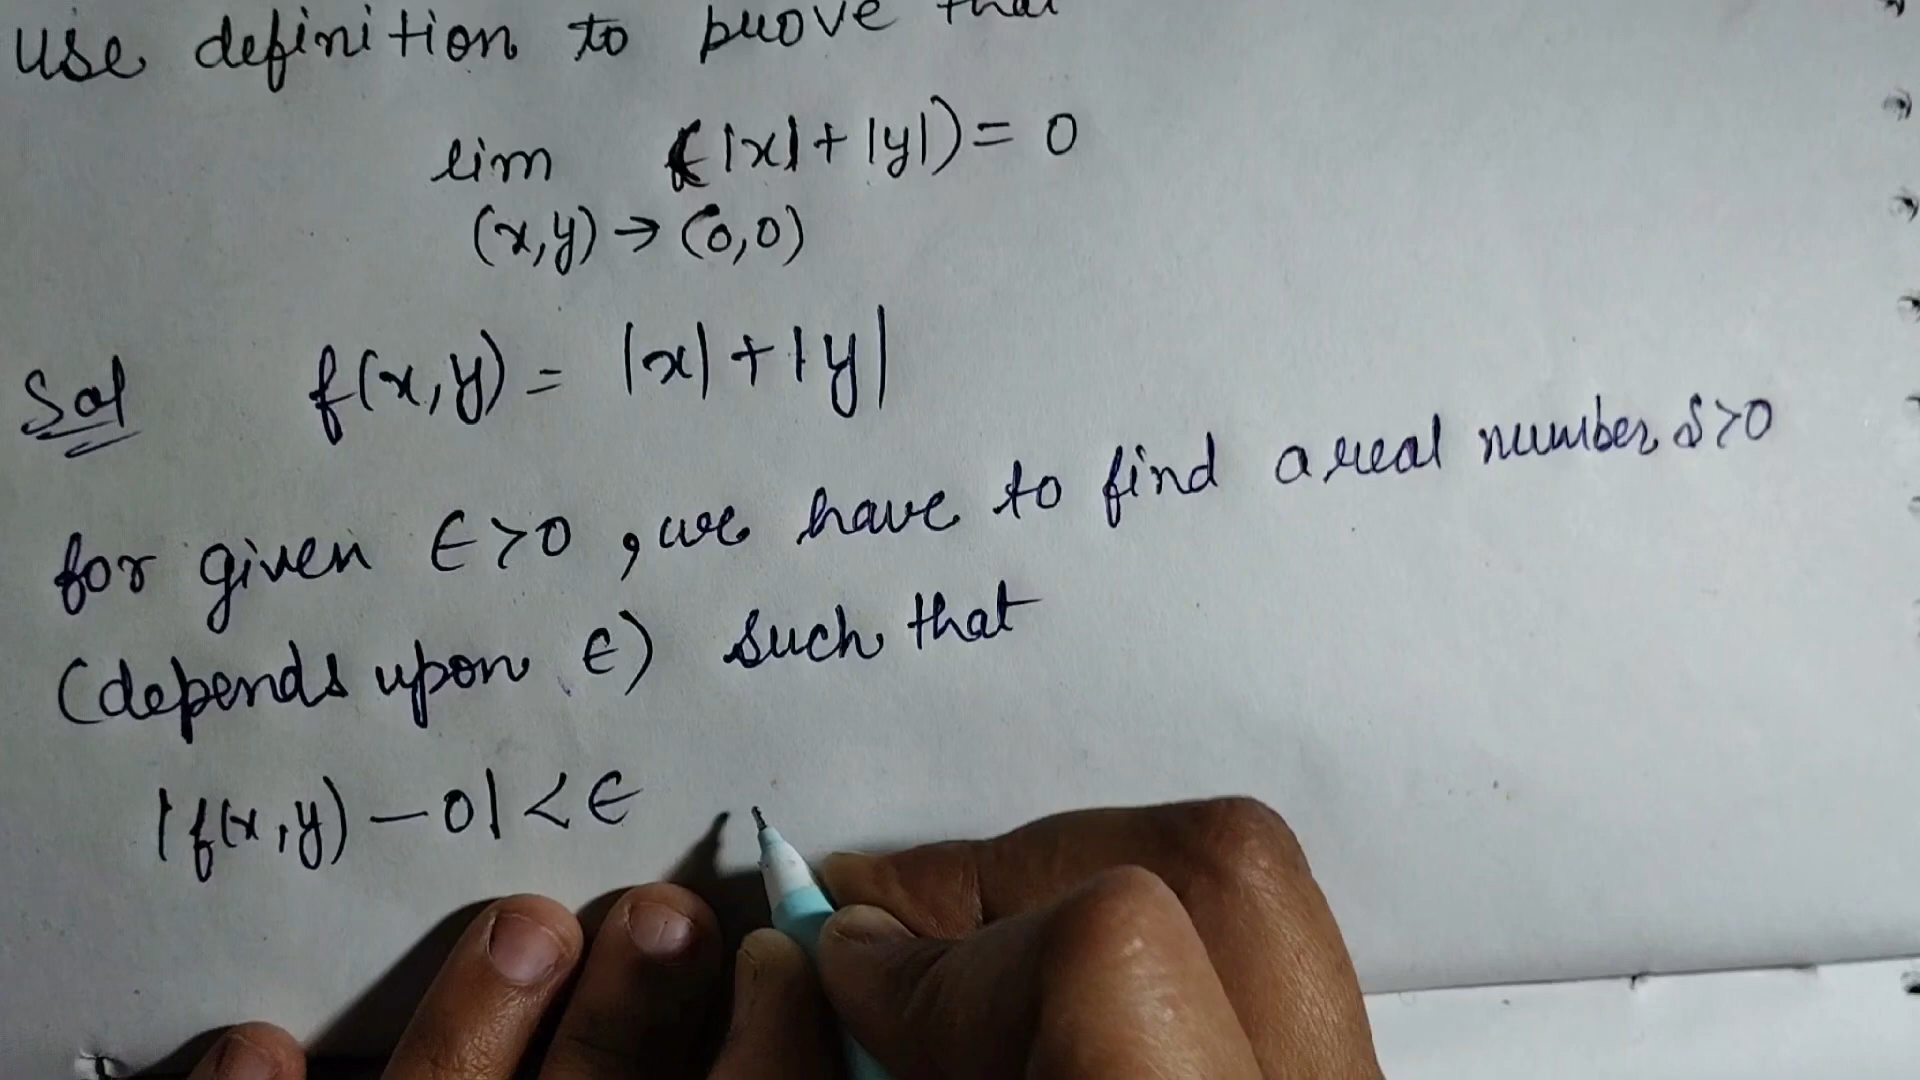 Use definition to prove that
lim (|x|+|y|) = 0
(x,y)→(0,0)
Sol f(x,y) = |x|+|y|
for given ϵ>0, we have to find a real number δ>0
(depends upon ϵ) such that
|f(x,y) – 0| < ϵ